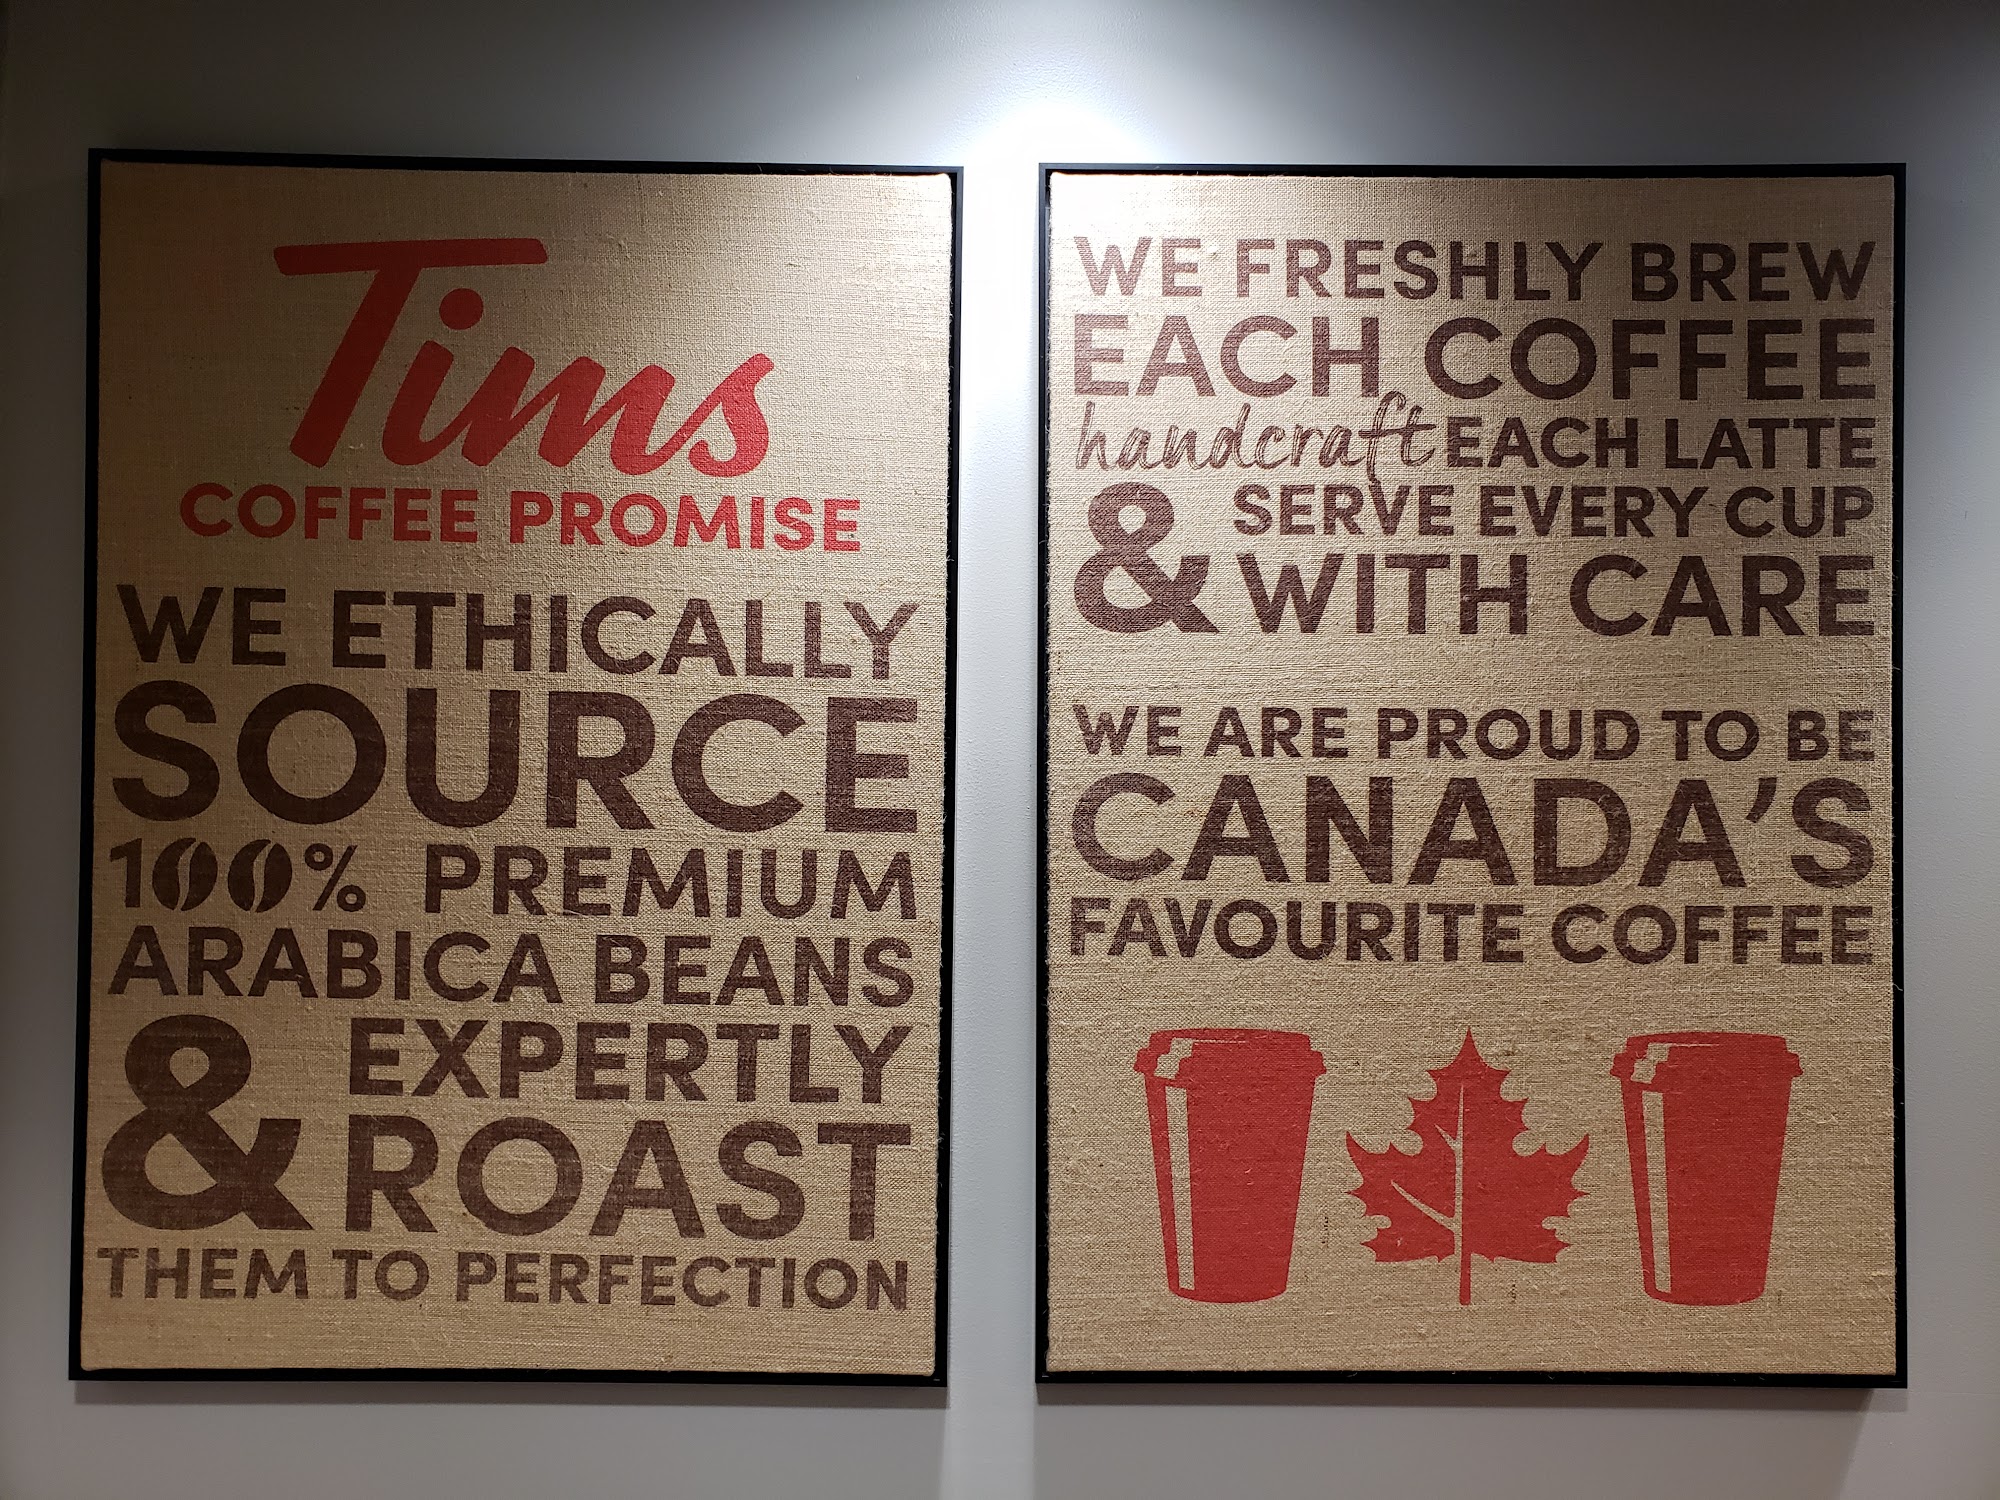 Tims
COFFEE PROMISE
WE ETHICALLY
SOURCE
100% PREMIUM
ARABICA BEANS
& EXPERTLY
ROAST
THEM TO PERFECTION
WE FRESHLY BREW
EACH COFFEE
handcraft EACH LATTE
& SERVE EVERY CUP
WITH CARE
WE ARE PROUD TO BE
CANADA'S
FAVOURITE COFFEE